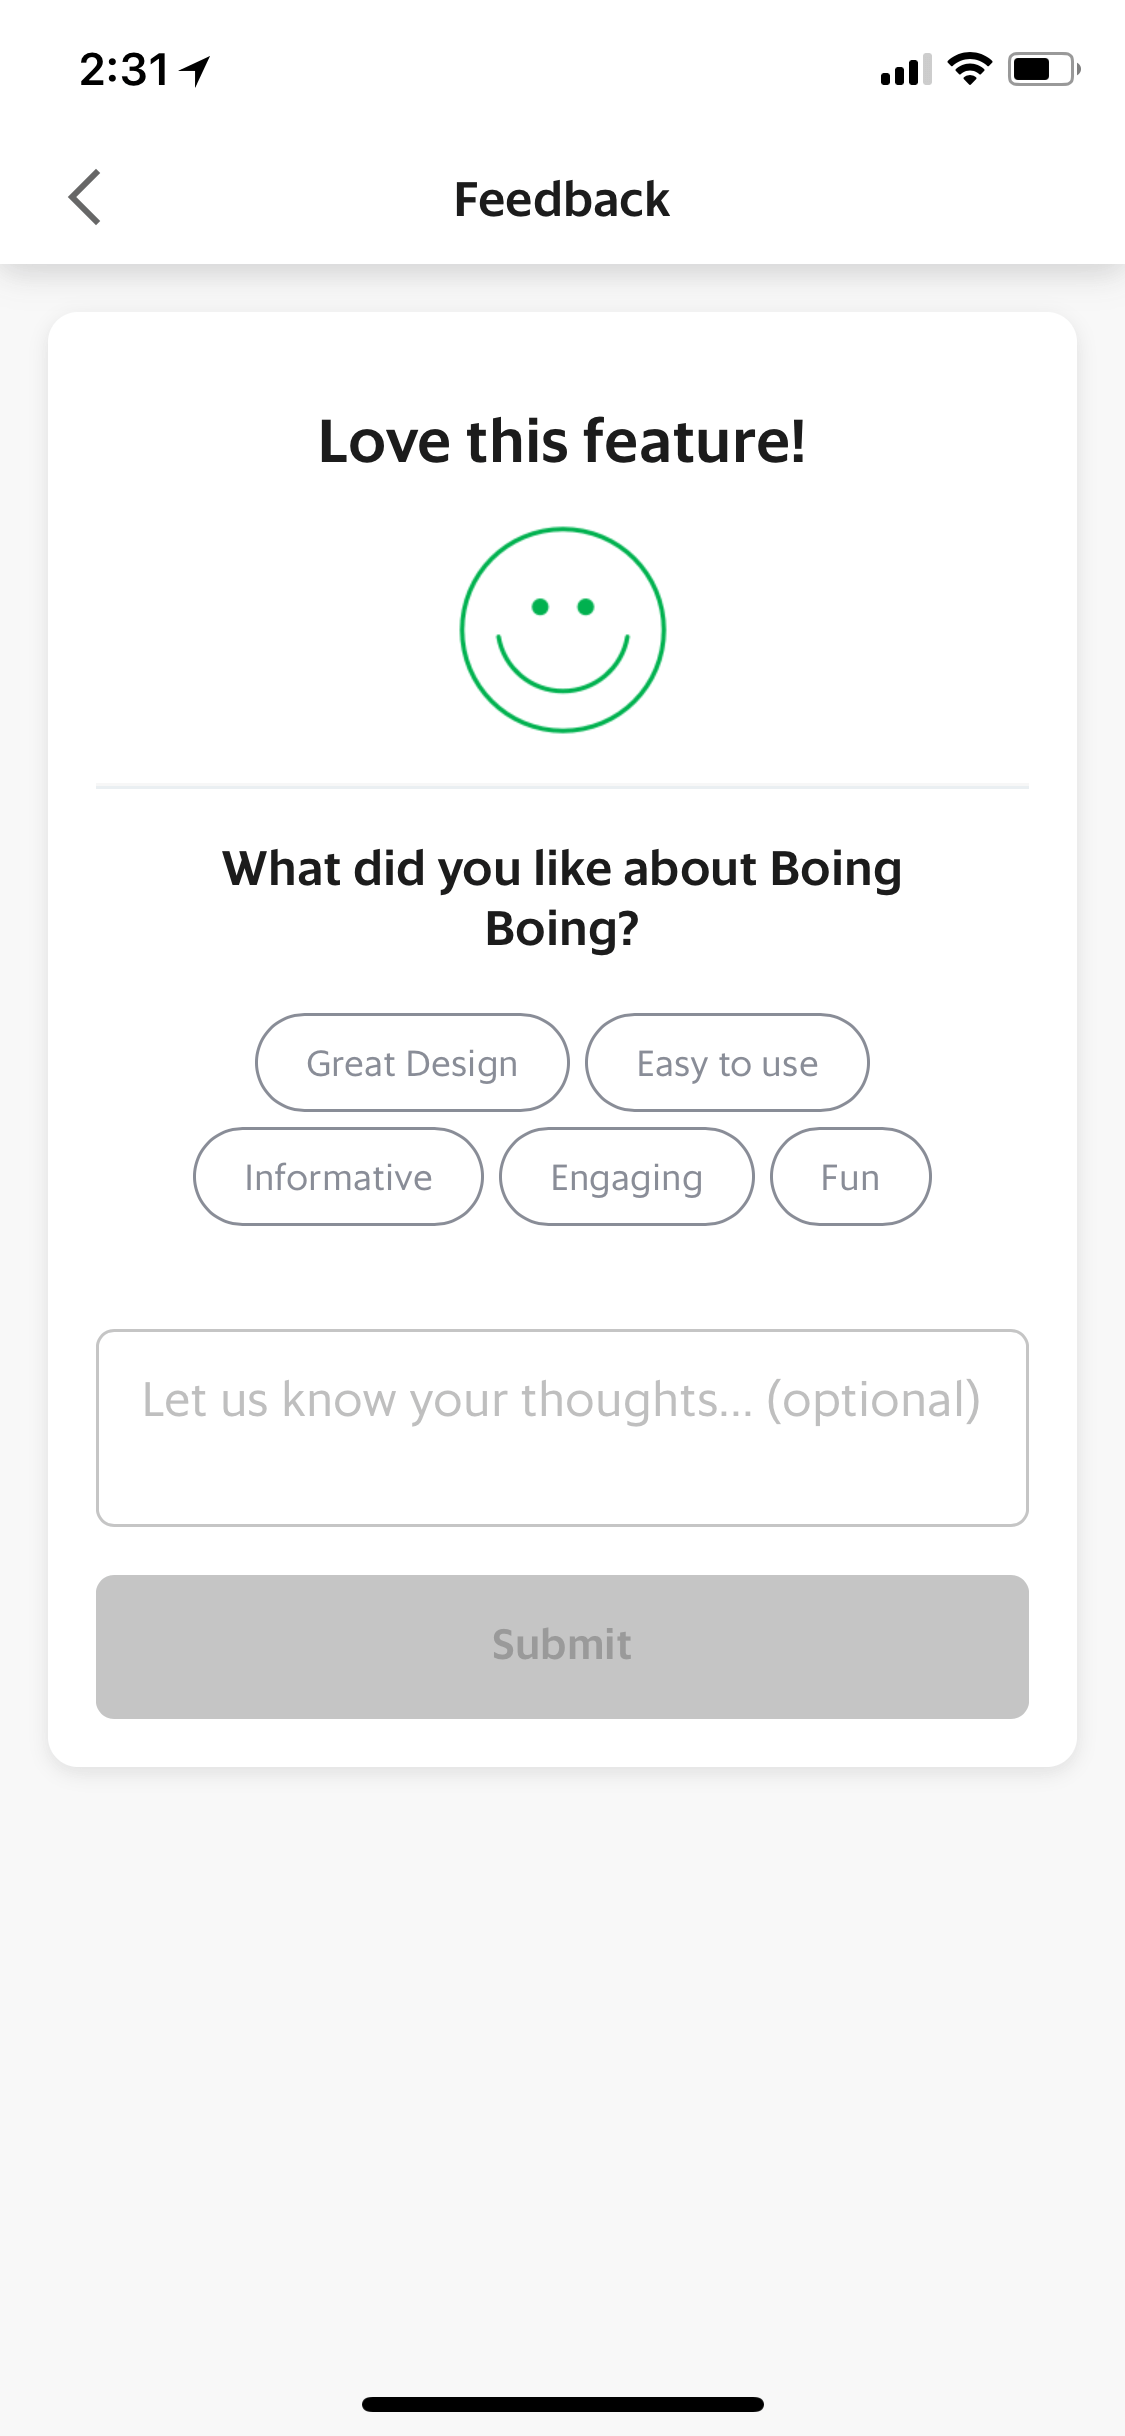 2:31
Feedback
Love this feature!
What did you like about Boing
Boing?
Great Design
Easy to use
Informative
Engaging
Fun
Let us know your thoughts... (optional)
Submit